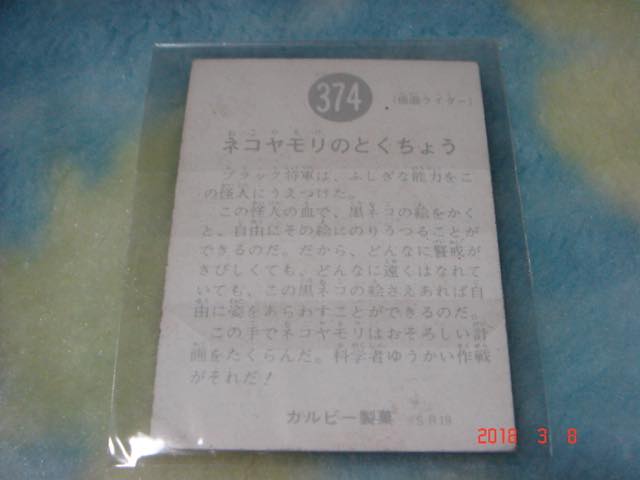 374
(仮面ライダー)
ネコヤモリのとくちょう
ブラック将軍は、ふしぎな能力をこ
の怪人にうえつけた。
この怪人の血で、黒ネコの絵をかく
と、自由にその絵にのりうつることが
できるのだ。だから、どんなに警戒が
きびしくても、どんなに遠くはなれて
いても、この黒ネコの絵さえあれば自
由に姿をあらわすことができるのだ。
この手でネコヤモリはおそろしい計
画をたくらんだ。科学者ゆうかい作戦
がそれだ!
カルビー製菓 SR19
2018 3 8